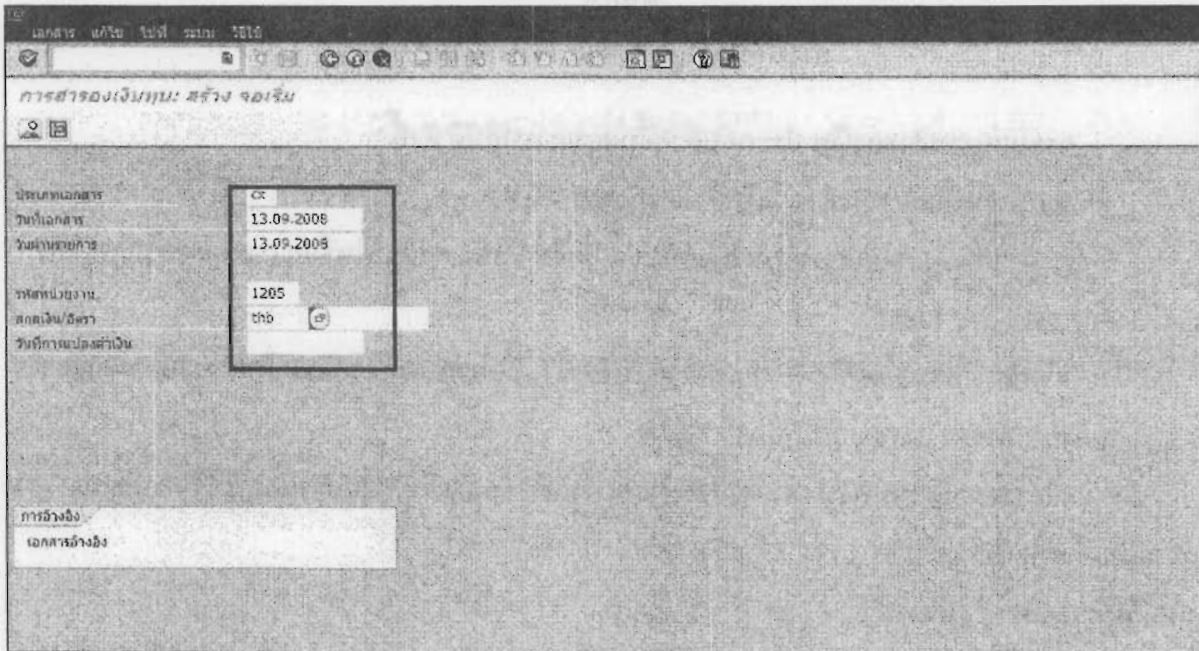 เอกสาร แก้ไข ไปที่ ระบบ วิธีใช้
การสำรองเงินทุน: สร้าง จอเริ่ม
ประเภทเอกสาร cx
วันที่เอกสาร 13.09.2008
วันผ่านรายการ 13.09.2008
รหัสหน่วยงาน 1205
สกุลเงิน/อัตรา thb
วันที่การแปลงค่าเงิน
การอ้างอิง
เอกสารอ้างอิง